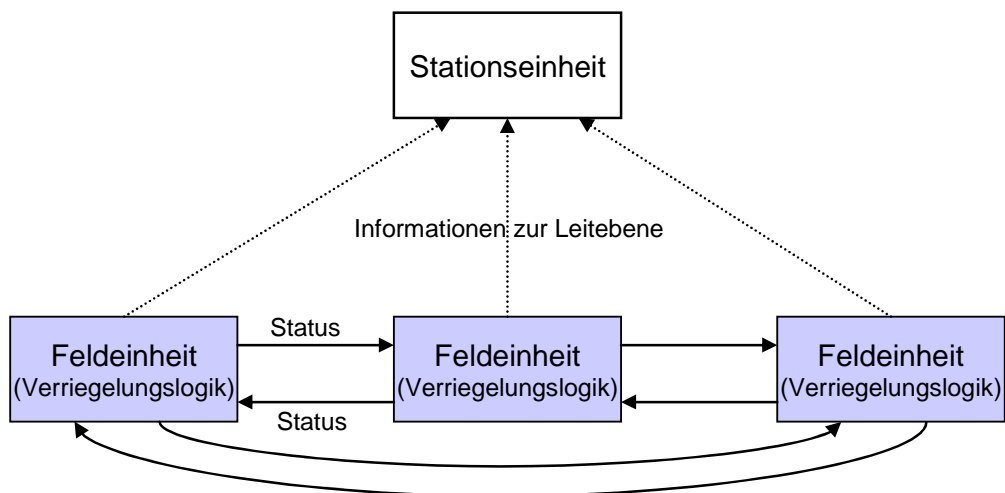 Stationseinheit
Informationen zur Leitebene
Status
Feldeinheit
(Verriegelungslogik)
Feldeinheit
(Verriegelungslogik)
Feldeinheit
(Verriegelungslogik)
Status